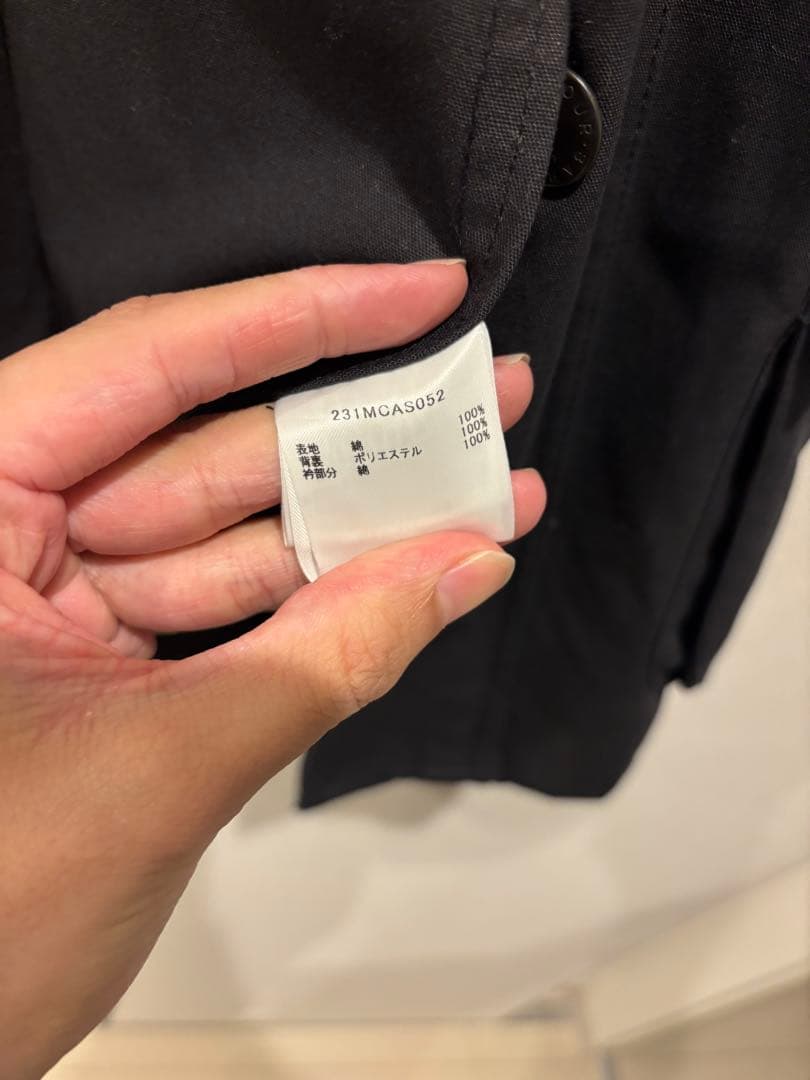 231MCAS052
表地 綿 100%
背裏 ポリエステル 100%
衿部分 綿 100%